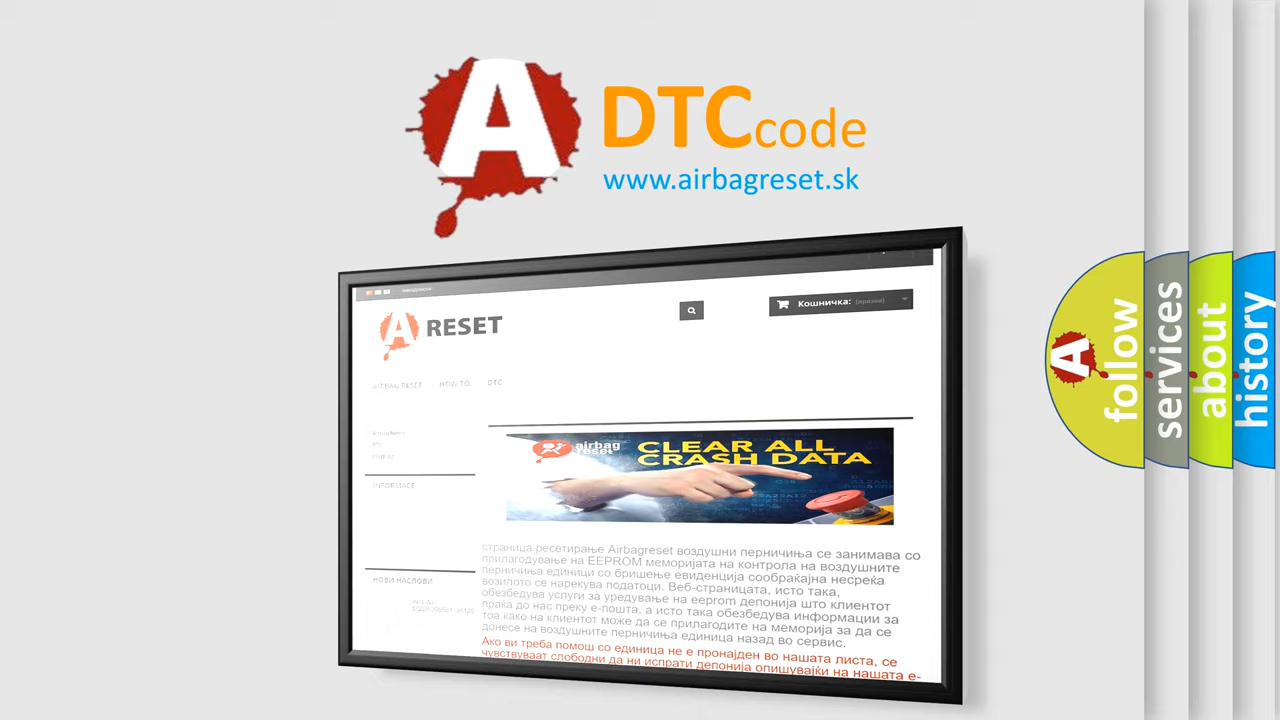 A DTC code
www.airbagreset.sk
македонски
A RESET
Кошничка: (празна)
AIRBAG RESET HOW TO DTC
airbag reset
CLEAR ALL
CRASH DATA
INFORMACE
НОВИ НАСЛОВИ
страница ресетирање Airbagreset воздушни перничиња се занимава со
прилагодување на EEPROM меморијата на контрола на воздушните
перничиња единици со бришење евиденција сообраќајна несреќа
возилото се нарекува податоци. Веб-страницата, исто така,
обезбедува услуги за уредување на eeprom депонија што клиентот
праќа до нас преку е-пошта, а исто така обезбедува информации за
тоа како на клиентот може да се прилагодите на меморија за да се
донесе на воздушните перничиња единица назад во сервис.
Ако ви треба помош со единица не е пронајден во нашата листа, се
чувствуваат слободни да ни испрати депонија опишувајќи на нашата е-
A
follow
services
about
history